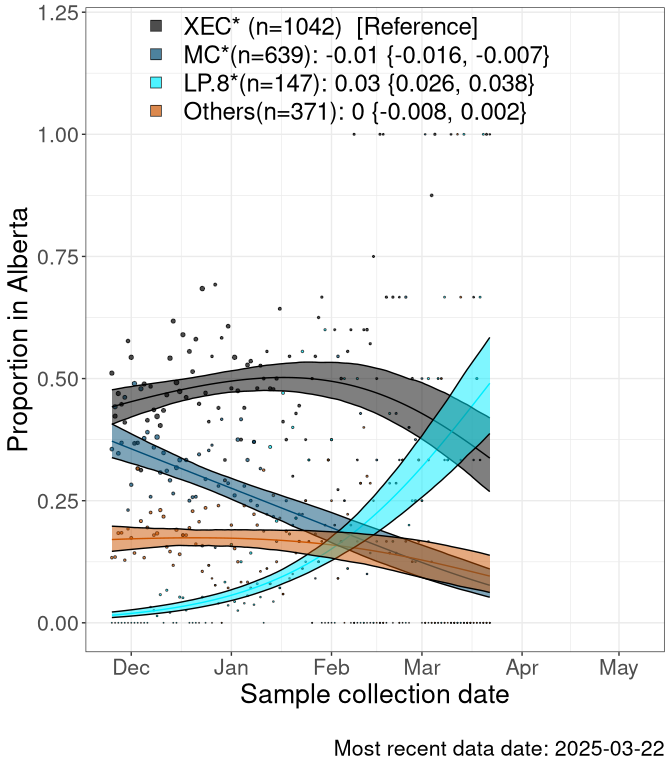 XEC* (n=1042)  [Reference]
MC*(n=639): -0.01 {-0.016, -0.007}
LP.8*(n=147): 0.03 {0.026, 0.038}
Others(n=371): 0 {-0.008, 0.002}
1.25
1.00
0.75
0.50
0.25
0.00
Proportion in Alberta
Dec Jan Feb Mar Apr May
Sample collection date
Most recent data date: 2025-03-22